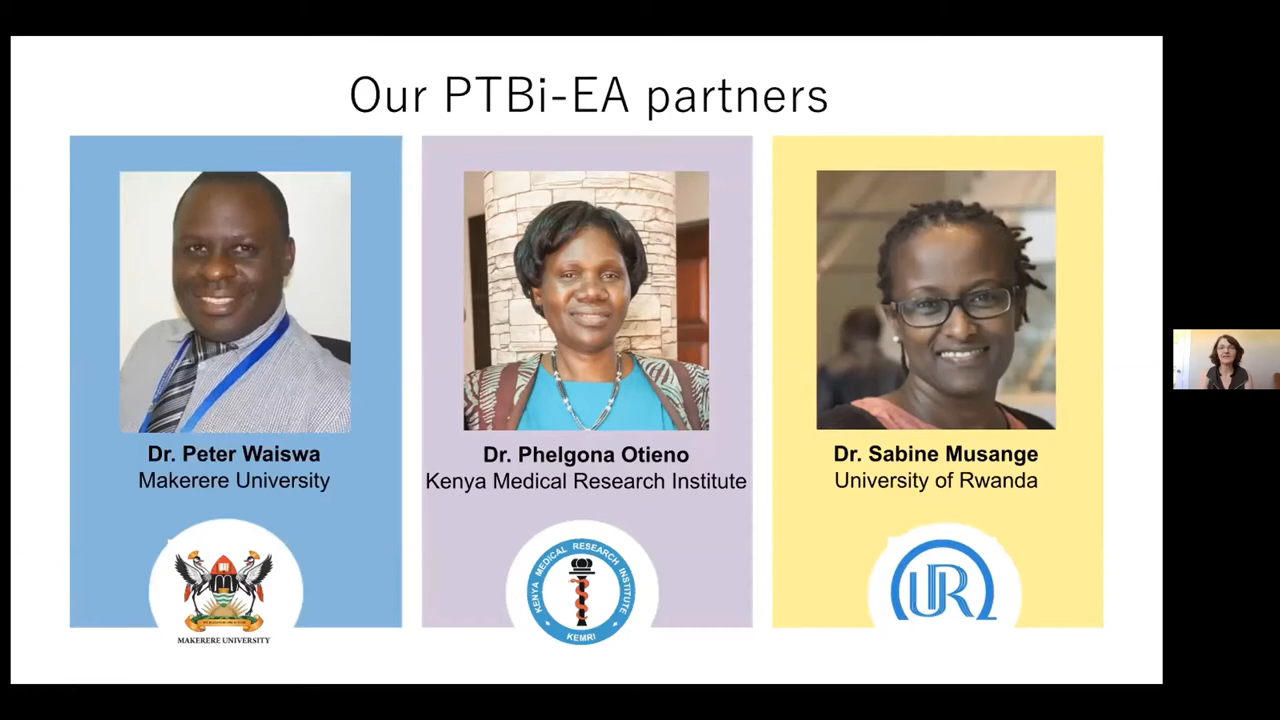 Our PTBi-EA partners
Dr. Peter Waiswa
Makerere University
MAKERERE UNIVERSITY
Dr. Phelgona Otieno
Kenya Medical Research Institute
KENYA MEDICAL RESEARCH INSTITUTE
KEMRI
Dr. Sabine Musange
University of Rwanda
UR